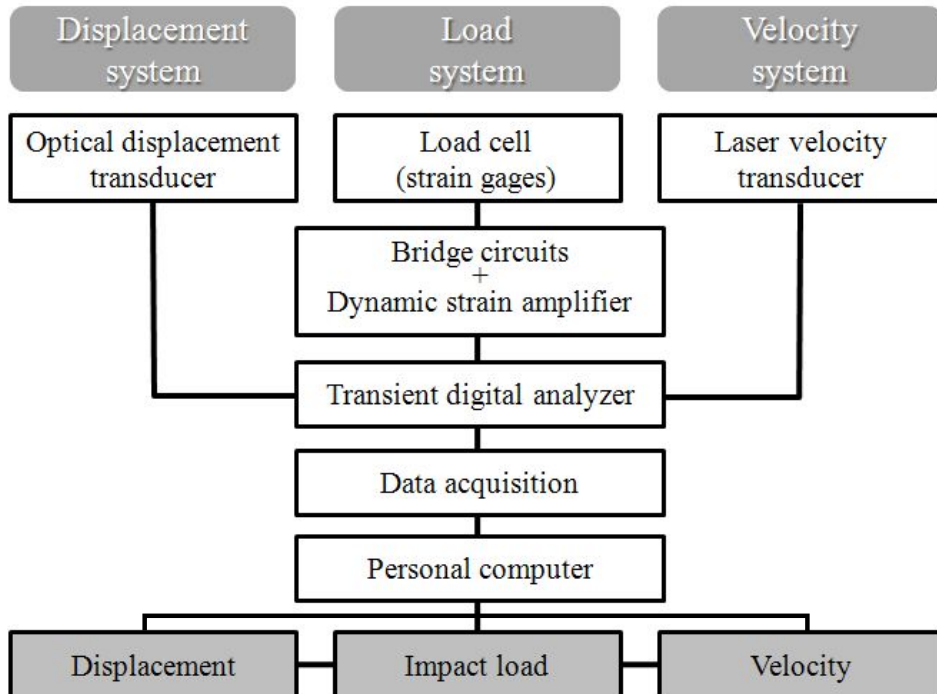 Displacement
system
Load
system
Velocity
system
Optical displacement
transducer
Load cell
(strain gages)
Laser velocity
transducer
Bridge circuits
+
Dynamic strain amplifier
Transient digital analyzer
Data acquisition
Personal computer
Displacement
Impact load
Velocity